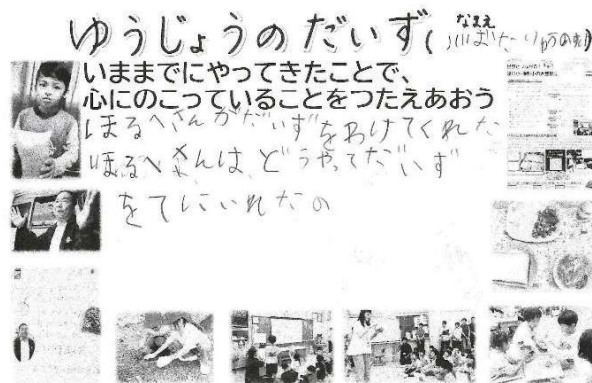 ゆうじょうのだいず(
なまえ
いままでにやってきたことで、
心にのこっていることをつたえあおう
ほるへさんがだいずをわけてくれた
ほるへさんは、どうやってだいず
をてにいれたの